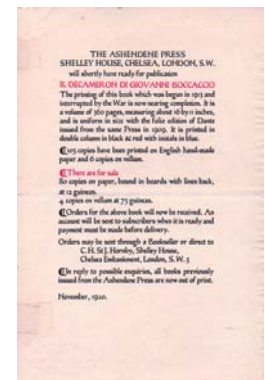 THE ASHENDENE PRESS
SHELLEY HOUSE, CHELSEA, LONDON, S.W.
will shortly have ready for publication
IL DECAMERON DI GIOVANNI BOCCACCIO
The printing of this book which was begun in 1913 and
interrupted by the War is now nearing completion. It is
a volume of 360 pages, measuring about 16 by 11 inches,
and is uniform in size with the folio edition of Dante
issued from the same Press in 1909. It is printed in
double column in black & red with initials in blue.
105 copies have been printed on English hand-made
paper and 6 copies on vellum.
There are for sale
80 copies on paper, bound in boards with linen back,
at 12 guineas.
4 copies on vellum at 75 guineas.
Orders for the above book will now be received. An
account will be sent to subscribers when it is ready and
payment must be made before delivery.
Orders may be sent through a Bookseller or direct to
C. H. St J. Hornby, Shelley House,
Chelsea Embankment, London, S.W. 3
In reply to possible enquiries, all books previously
issued from the Ashendene Press are now out of print.
November, 1920.